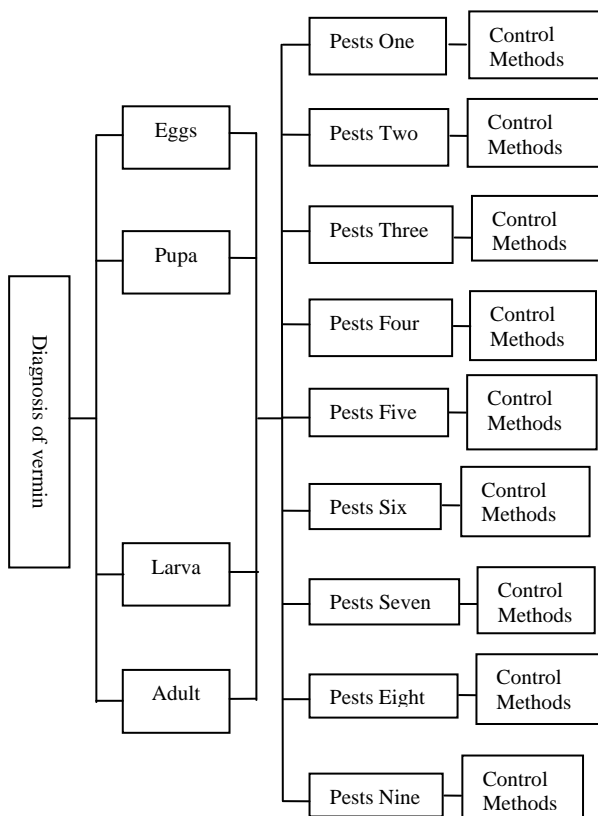 Diagnosis of vermin
Eggs
Pupa
Larva
Adult
Pests One
Control
Methods
Pests Two
Control
Methods
Pests Three
Control
Methods
Pests Four
Control
Methods
Pests Five
Control
Methods
Pests Six
Control
Methods
Pests Seven
Control
Methods
Pests Eight
Control
Methods
Pests Nine
Control
Methods